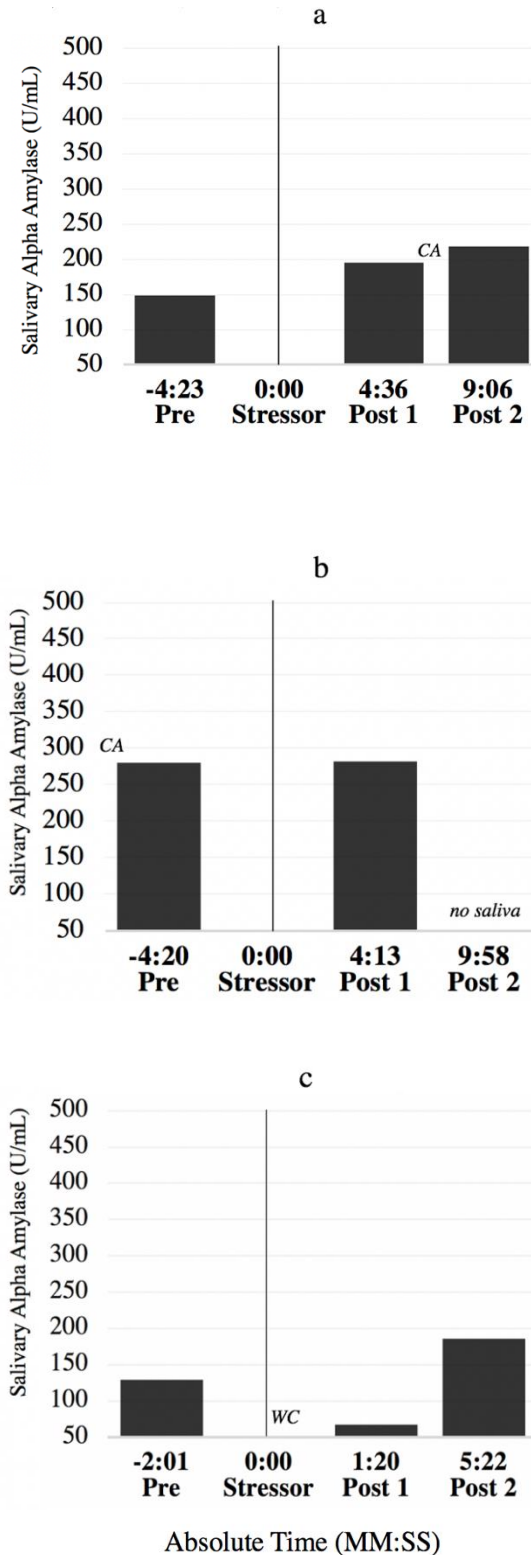 a
Salivary Alpha Amylase (U/mL)
500
450
400
350
300
250
200
150
100
50
CA
-4:23 0:00 4:36 9:06
Pre Stressor Post 1 Post 2
b
Salivary Alpha Amylase (U/mL)
500
450
400
350
300
250
200
150
100
50
CA
no saliva
-4:20 0:00 4:13 9:58
Pre Stressor Post 1 Post 2
c
Salivary Alpha Amylase (U/mL)
500
450
400
350
300
250
200
150
100
50
WC
-2:01 0:00 1:20 5:22
Pre Stressor Post 1 Post 2
Absolute Time (MM:SS)